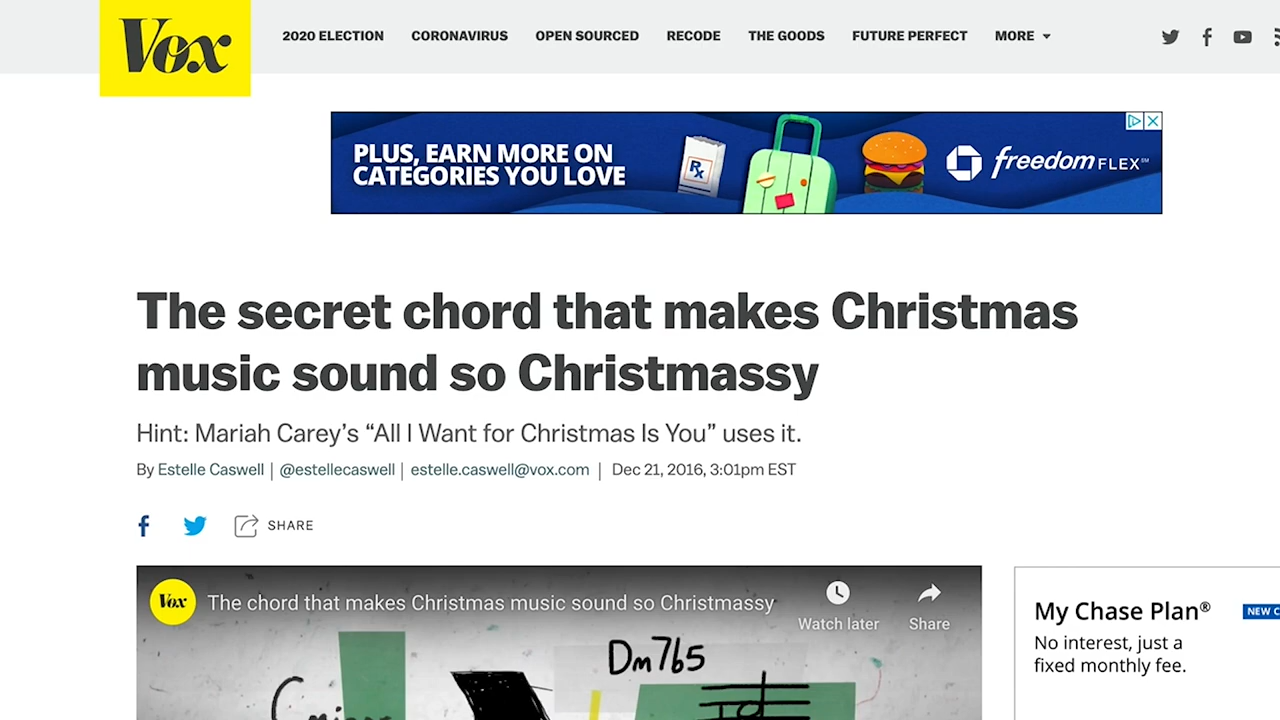 Vox
2020 ELECTION CORONAVIRUS OPEN SOURCED RECODE THE GOODS FUTURE PERFECT MORE
PLUS, EARN MORE ON
CATEGORIES YOU LOVE
Rx
freedom FLEX℠
The secret chord that makes Christmas
music sound so Christmassy
Hint: Mariah Carey’s “All I Want for Christmas Is You” uses it.
By Estelle Caswell | @estellecaswell | estelle.caswell@vox.com | Dec 21, 2016, 3:01pm EST
f SHARE
Vox The chord that makes Christmas music sound so Christmassy
Watch later Share
Dm7b5
My Chase Plan®
NEW
No interest, just a
fixed monthly fee.